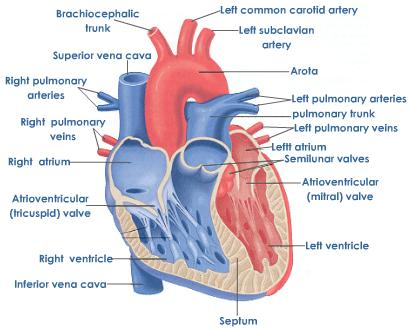 Brachiocephalic
trunk
Left common carotid artery
Left subclavian
artery
Superior vena cava
Arota
Right pulmonary
arteries
Left pulmonary arteries
pulmonary trunk
Right pulmonary
veins
Left pulmonary veins
Left atrium
Semilunar valves
Right atrium
Atrioventricular
(mitral) valve
Atrioventricular
(tricuspid) valve
Left ventricle
Right ventricle
Inferior vena cava
Septum